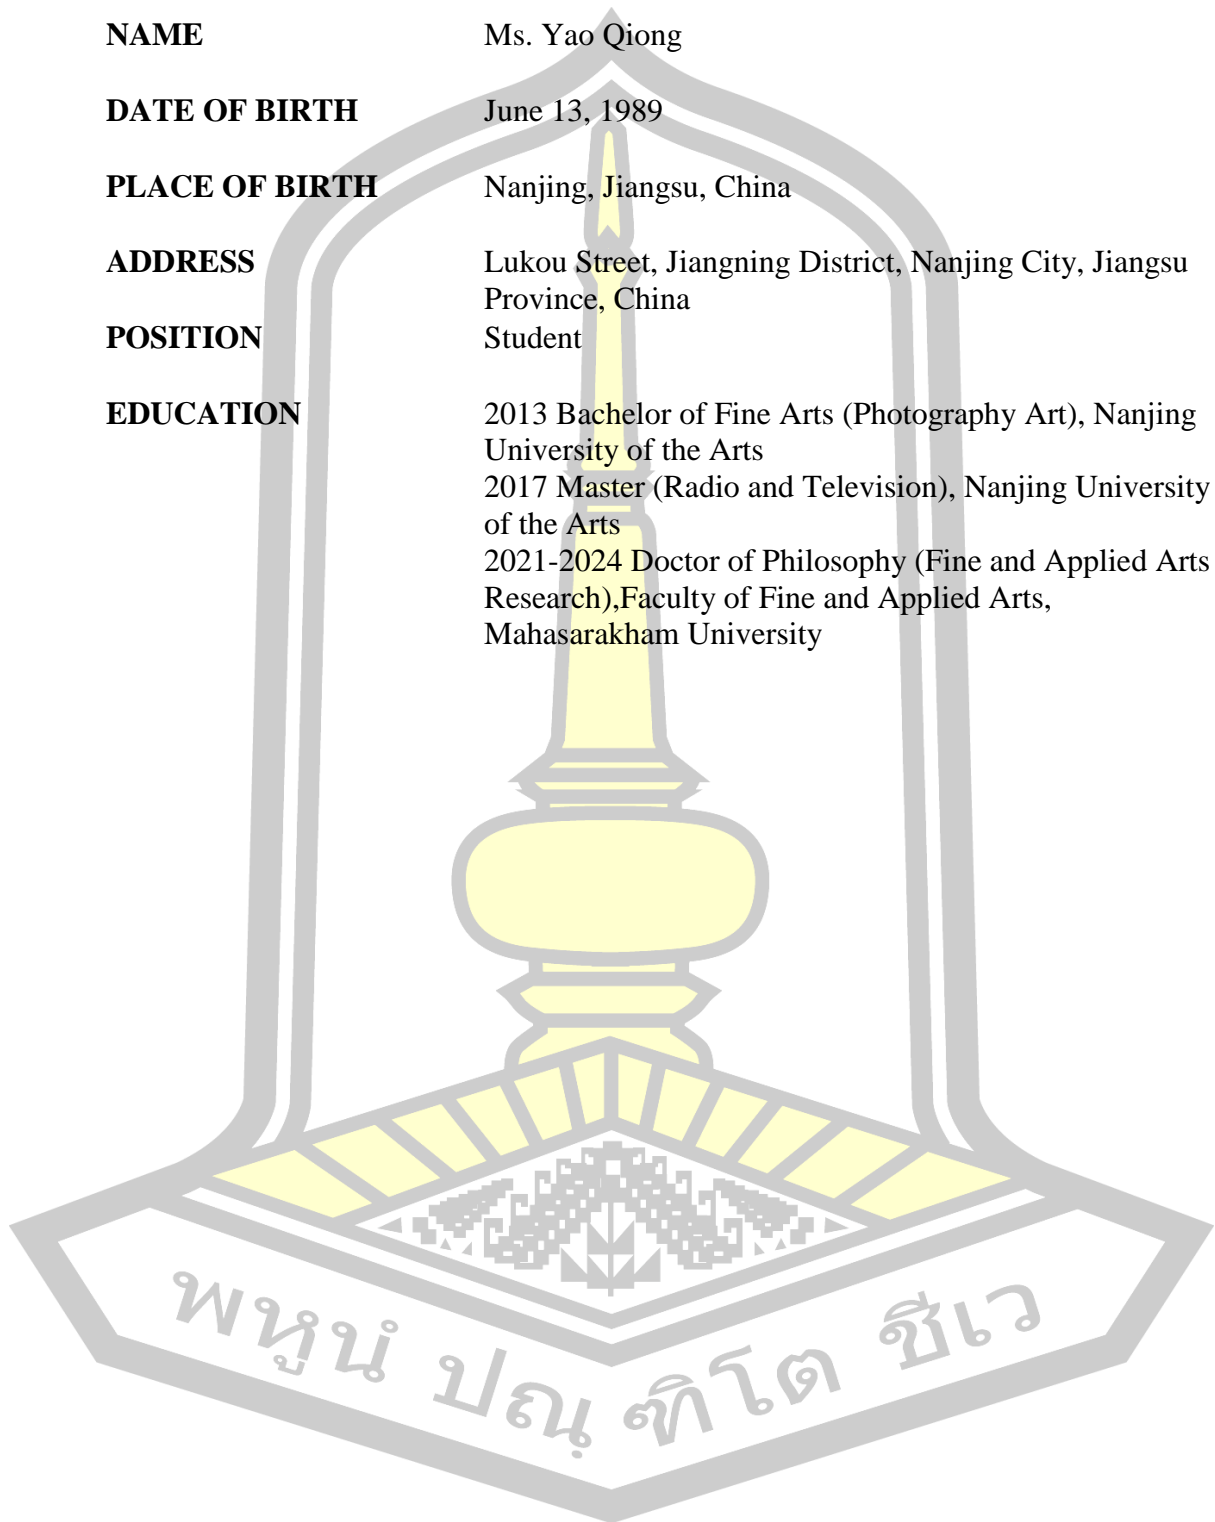 NAME Ms. Yao Qiong
DATE OF BIRTH June 13, 1989
PLACE OF BIRTH Nanjing, Jiangsu, China
ADDRESS Lukou Street, Jiangning District, Nanjing City, Jiangsu
Province, China
POSITION Student
EDUCATION 2013 Bachelor of Fine Arts (Photography Art), Nanjing
University of the Arts
2017 Master (Radio and Television), Nanjing University
of the Arts
2021-2024 Doctor of Philosophy (Fine and Applied Arts
Research),Faculty of Fine and Applied Arts,
Mahasarakham University
พหูนํ ปณฺฑิโต ชีเว